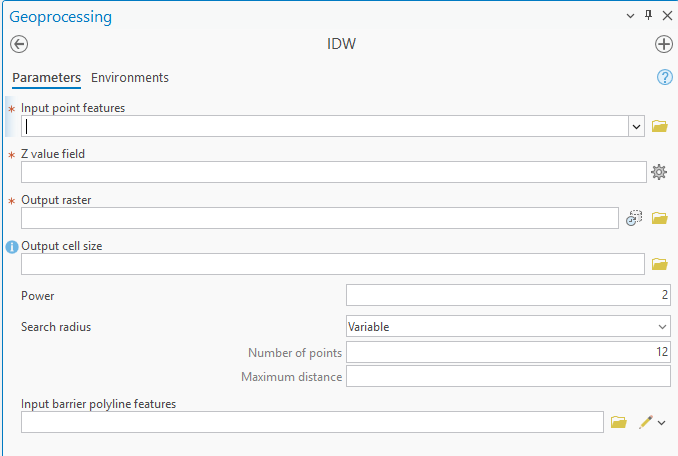 Geoprocessing
IDW
Parameters Environments
* Input point features
* Z value field
* Output raster
Output cell size
Power 2
Search radius Variable
Number of points 12
Maximum distance
Input barrier polyline features